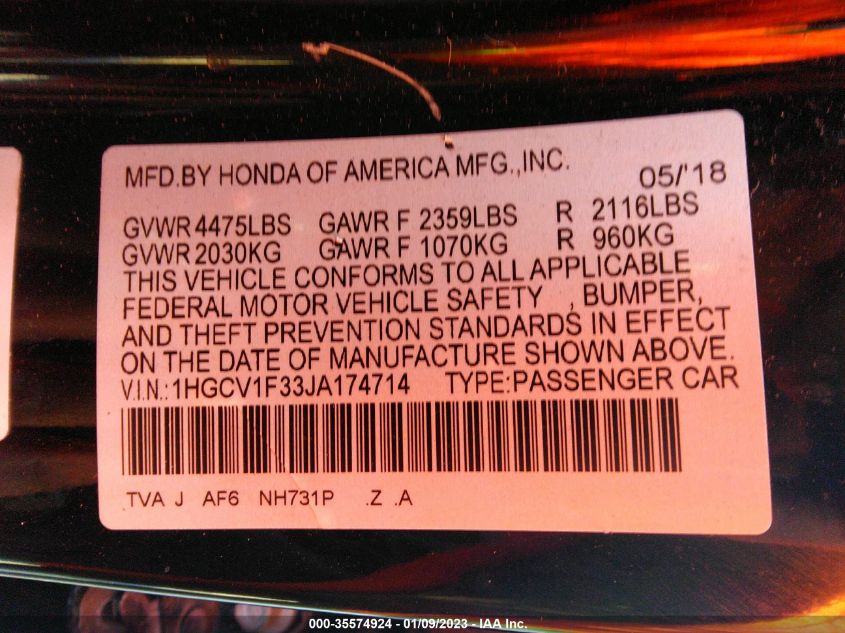 MFD.BY HONDA OF AMERICA MFG.,INC. 05/'18
GVWR 4475LBS GAWR F 2359LBS R 2116LBS
GVWR 2030KG GAWR F 1070KG R 960KG
THIS VEHICLE CONFORMS TO ALL APPLICABLE
FEDERAL MOTOR VEHICLE SAFETY , BUMPER,
AND THEFT PREVENTION STANDARDS IN EFFECT
ON THE DATE OF MANUFACTURE SHOWN ABOVE.
V.I.N.:1HGCV1F33JA174714 TYPE:PASSENGER CAR
TVA J AF6 NH731P .Z .A
000-35574924 - 01/09/2023 - IAA Inc.